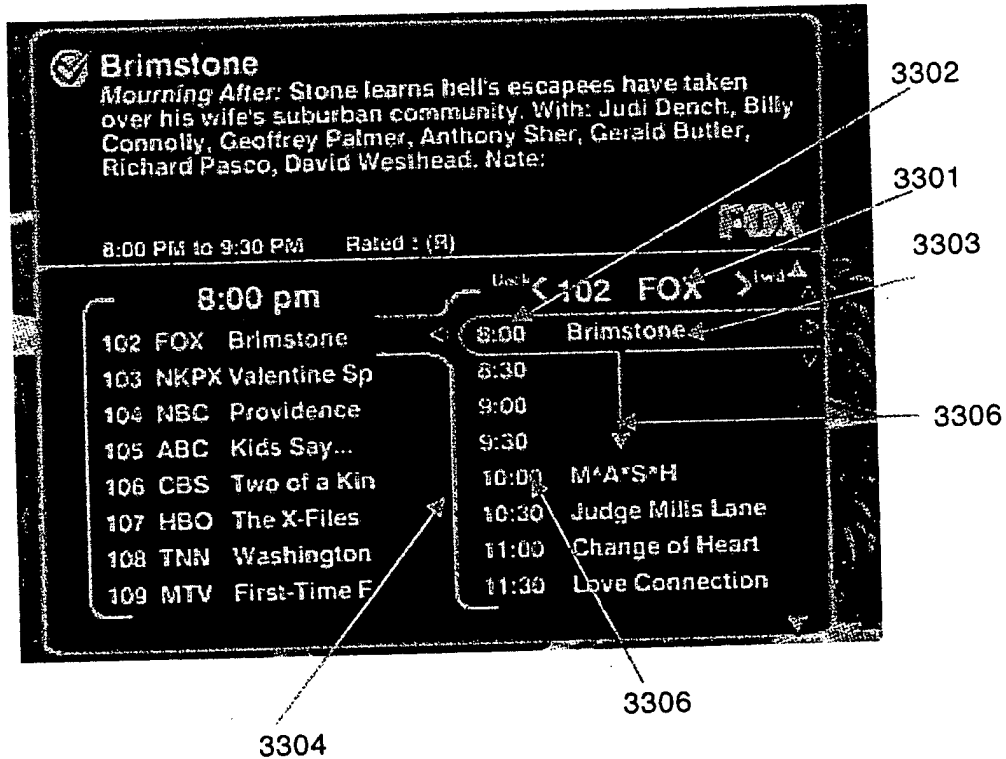 Brimstone
Mourning After: Stone learns hell's escapees have taken
over his wife's suburban community. With: Judi Dench, Billy
Connolly, Geoffrey Palmer, Anthony Sher, Gerald Butler,
Richard Pasco, David Westhead. Note:
FOX
8:00 PM to 9:30 PM Rated : (R)
8:00 pm
102 FOX Brimstone
103 NKPX Valentine Sp
104 NBC Providence
105 ABC Kids Say...
106 CBS Two of a Kin
107 HBO The X-Files
108 TNN Washington
109 MTV First-Time F
Back < 102 FOX > Fwd
8:00 Brimstone
8:30
9:00
9:30
10:00 M*A*S*H
10:30 Judge Mills Lane
11:00 Change of Heart
11:30 Love Connection
3302
3301
3303
3306
3306
3304